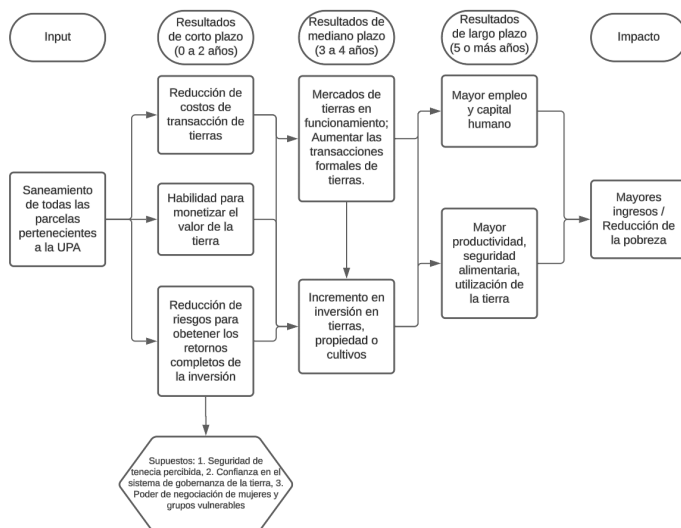 Input
Resultados
de corto plazo
(0 a 2 años)
Resultados de
mediano plazo
(3 a 4 años)
Resultados
de largo plazo
(5 o más años)
Impacto
Reducción de
costos de
transacción de
tierras
Mercados de
tierras en
funcionamiento;
Aumentar las
transacciones
formales de
tierras.
Mayor empleo
y capital
humano
Saneamiento
de todas las
parcelas
pertenecientes
a la UPA
Habilidad para
monetizar el
valor de la
tierra
Mayor
productividad,
seguridad
alimentaria,
utilización de
la tierra
Mayores
ingresos /
Reducción de
la pobreza
Reducción de
riesgos para
obetener los
retornos
completos de
la inversión
Incremento en
inversión en
tierras,
propiedad o
cultivos
Supuestos: 1. Seguridad de
tenecia percibida, 2. Confianza en el
sistema de gobernanza de la tierra, 3.
Poder de negociación de mujeres y
grupos vulnerables